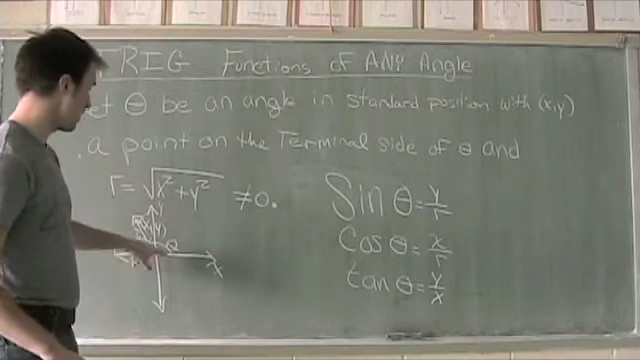 TRIG Functions of ANY Angle
et θ be an angle in standard position with (x,y)
a point on the Terminal side of θ and
r = √x²+y² ≠ 0.
Sin θ = y/r
Cos θ = x/r
tan θ = y/x
y
(x,y)
θ
x